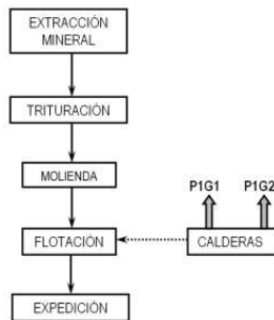 EXTRACCIÓN
MINERAL
TRITURACIÓN
MOLIENDA
P1G1 P1G2
FLOTACIÓN CALDERAS
EXPEDICIÓN